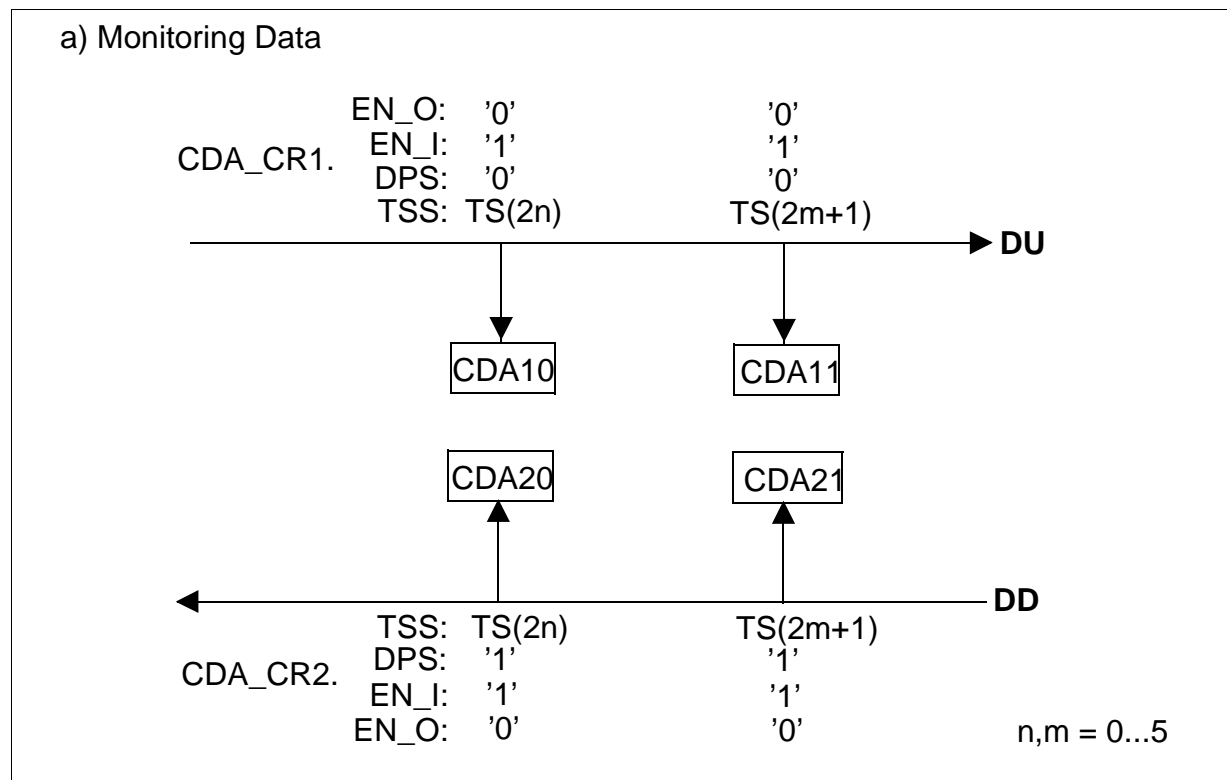 a) Monitoring Data
EN_O: ’0’ ’0’
EN_I: ’1’ ’1’
CDA_CR1.
DPS: ’0’ ’0’
TSS: TS(2n) TS(2m+1)
DU
CDA10 CDA11
CDA20 CDA21
DD
TSS: TS(2n) TS(2m+1)
DPS: ’1’ ’1’
CDA_CR2.
EN_I: ’1’ ’1’
EN_O: ’0’ ’0’ n,m = 0...5